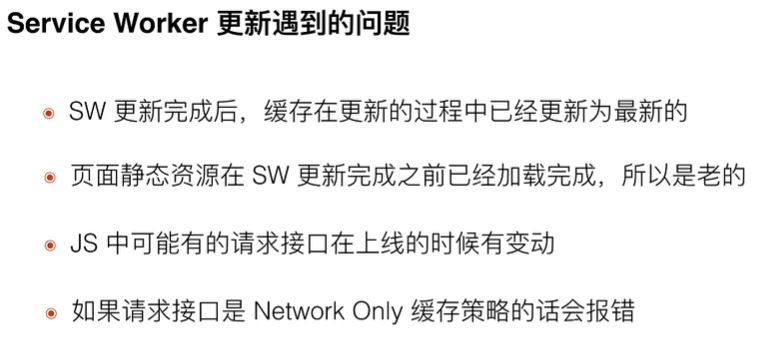 Service Worker 更新遇到的问题
SW 更新完成后，缓存在更新的过程中已经更新为最新的
页面静态资源在 SW 更新完成之前已经加载完成，所以是老的
JS 中可能有的请求接口在上线的时候有变动
如果请求接口是 Network Only 缓存策略的话会报错